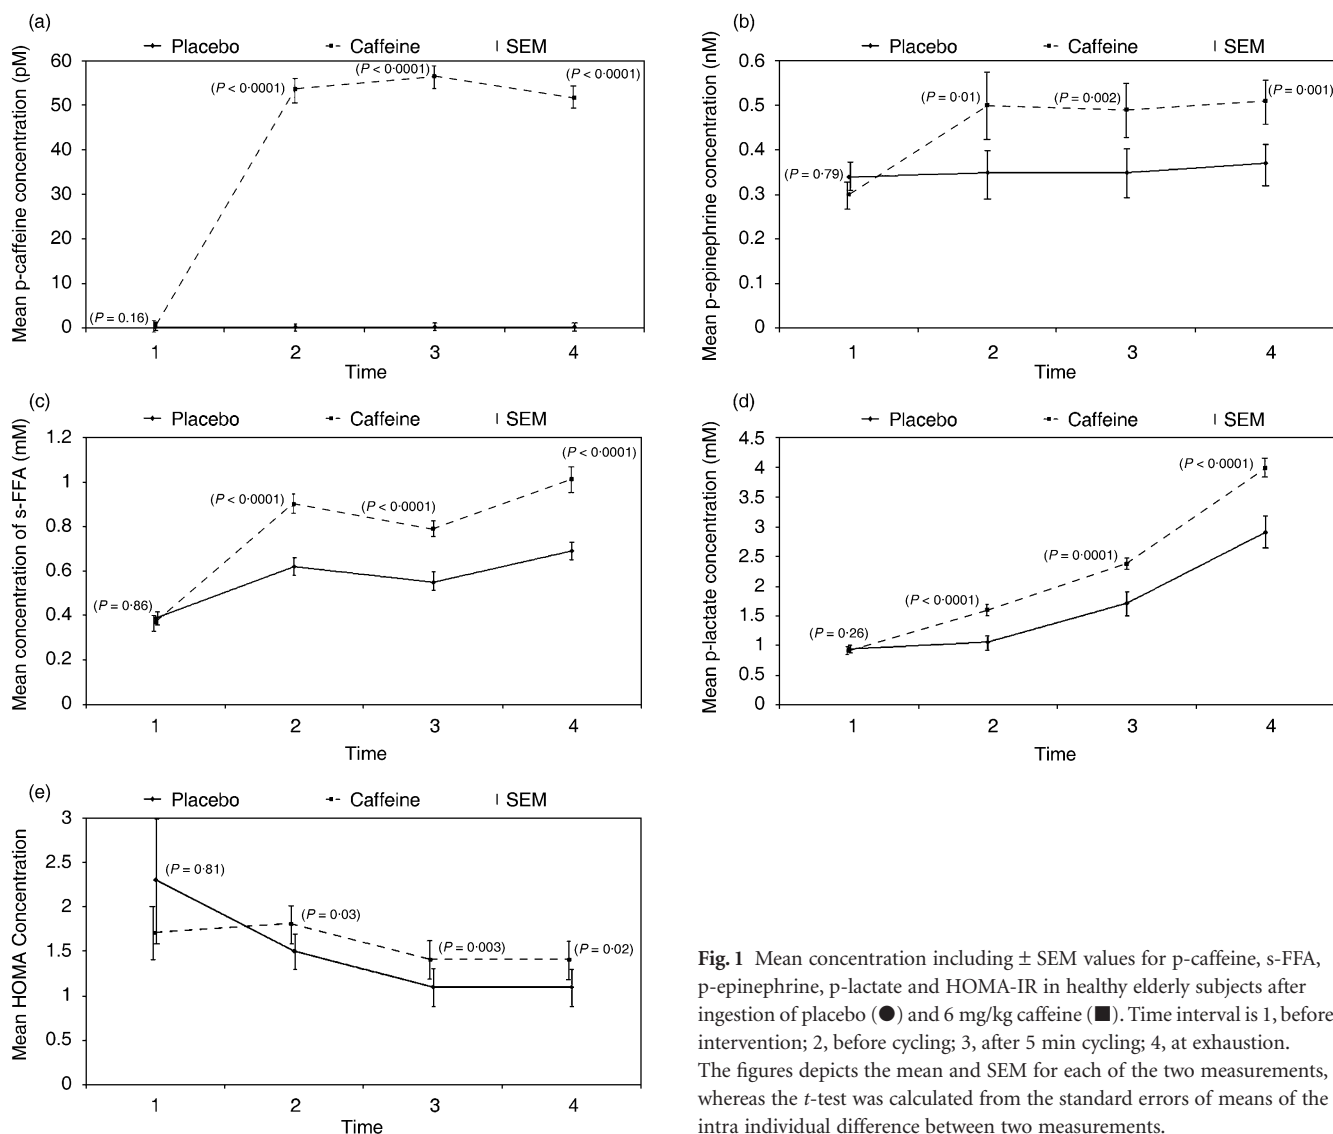 (a)
Placebo Caffeine SEM
Mean p-caffeine concentration (pM)
60
50
40
30
20
10
0
(P = 0.16)
(P < 0·0001)
(P < 0·0001)
(P < 0·0001)
1 2 3 4
Time
(b)
Placebo Caffeine SEM
Mean p-epinephrine concentration (nM)
0.6
0.5
0.4
0.3
0.2
0.1
0
(P = 0·79)
(P = 0·01)
(P = 0·002)
(P = 0·001)
1 2 3 4
Time
(c)
Placebo Caffeine SEM
Mean concentration of s-FFA (mM)
1.2
1
0.8
0.6
0.4
0.2
0
(P = 0·86)
(P < 0·0001)
(P < 0·0001)
(P < 0·0001)
1 2 3 4
Time
(d)
Placebo Caffeine SEM
Mean p-lactate concentration (mM)
4.5
4
3.5
3
2.5
2
1.5
1
0.5
0
(P = 0·26)
(P < 0·0001)
(P = 0·0001)
(P < 0·0001)
1 2 3 4
Time
(e)
Placebo Caffeine SEM
Mean HOMA Concentration
3
2.5
2
1.5
1
0.5
0
(P = 0·81)
(P = 0·03)
(P = 0·003)
(P = 0·02)
1 2 3 4
Time
Fig. 1 Mean concentration including ± SEM values for p-caffeine, s-FFA,
p-epinephrine, p-lactate and HOMA-IR in healthy elderly subjects after
ingestion of placebo (●) and 6 mg/kg caffeine (■). Time interval is 1, before
intervention; 2, before cycling; 3, after 5 min cycling; 4, at exhaustion.
The figures depicts the mean and SEM for each of the two measurements,
whereas the t-test was calculated from the standard errors of means of the
intra individual difference between two measurements.